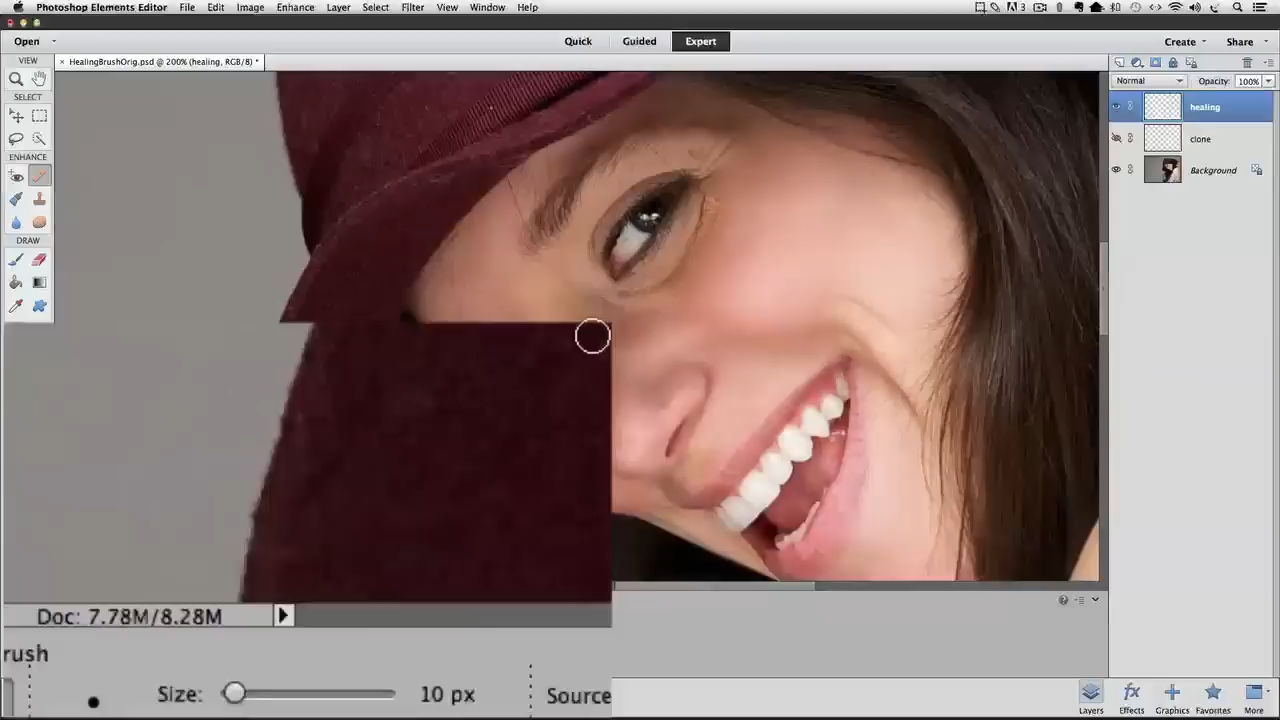 Photoshop Elements Editor File Edit Image Enhance Layer Select Filter View Window Help 3
Open Quick Guided Expert Create Share
VIEW
HealingBrushOrig.psd @ 200% (healing, RGB/8) *
Normal Opacity: 100%
SELECT
healing
clone
ENHANCE
Background
DRAW
Doc: 7.78M/8.28M
rush
Size: 10 px Source
Layers Effects Graphics Favorites More